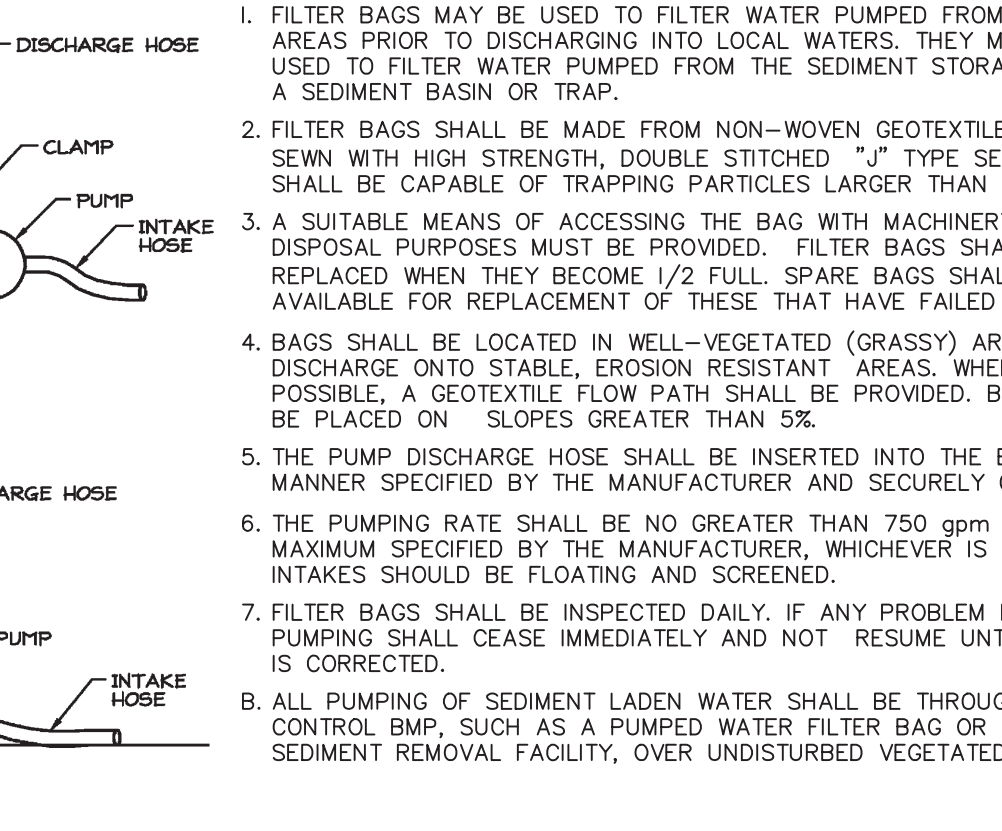 DISCHARGE HOSE
CLAMP
PUMP
INTAKE
HOSE
HOSE
PUMP
INTAKE
HOSE
1. FILTER BAGS MAY BE USED TO FILTER WATER PUMPED FROM
AREAS PRIOR TO DISCHARGING INTO LOCAL WATERS. THEY
USED TO FILTER WATER PUMPED FROM THE SEDIMENT
A SEDIMENT BASIN OR TRAP.
2. FILTER BAGS SHALL BE MADE FROM NON-WOVEN GEOTEXTILE
SEWN WITH HIGH STRENGTH, DOUBLE STITCHED "J" TYPE
SHALL BE CAPABLE OF TRAPPING PARTICLES LARGER THAN
3. A SUITABLE MEANS OF ACCESSING THE BAG WITH
DISPOSAL PURPOSES MUST BE PROVIDED. FILTER BAGS
REPLACED WHEN THEY BECOME 1/2 FULL. SPARE BAGS
AVAILABLE FOR REPLACEMENT OF THESE THAT HAVE FAILED
4. BAGS SHALL BE LOCATED IN WELL-VEGETATED (GRASSY)
DISCHARGE ONTO STABLE, EROSION RESISTANT AREAS.
POSSIBLE, A GEOTEXTILE FLOW PATH SHALL BE PROVIDED.
BE PLACED ON SLOPES GREATER THAN 5%.
5. THE PUMP DISCHARGE HOSE SHALL BE INSERTED INTO THE
MANNER SPECIFIED BY THE MANUFACTURER AND SECURELY
6. THE PUMPING RATE SHALL BE NO GREATER THAN 750 gpm
MAXIMUM SPECIFIED BY THE MANUFACTURER, WHICHEVER IS
INTAKES SHOULD BE FLOATING AND SCREENED.
7. FILTER BAGS SHALL BE INSPECTED DAILY. IF ANY PROBLEM
PUMPING SHALL CEASE IMMEDIATELY AND NOT RESUME
IS CORRECTED.
B. ALL PUMPING OF SEDIMENT LADEN WATER SHALL BE
CONTROL BMP, SUCH AS A PUMPED WATER FILTER BAG OR
SEDIMENT REMOVAL FACILITY, OVER UNDISTURBED VEGETATED